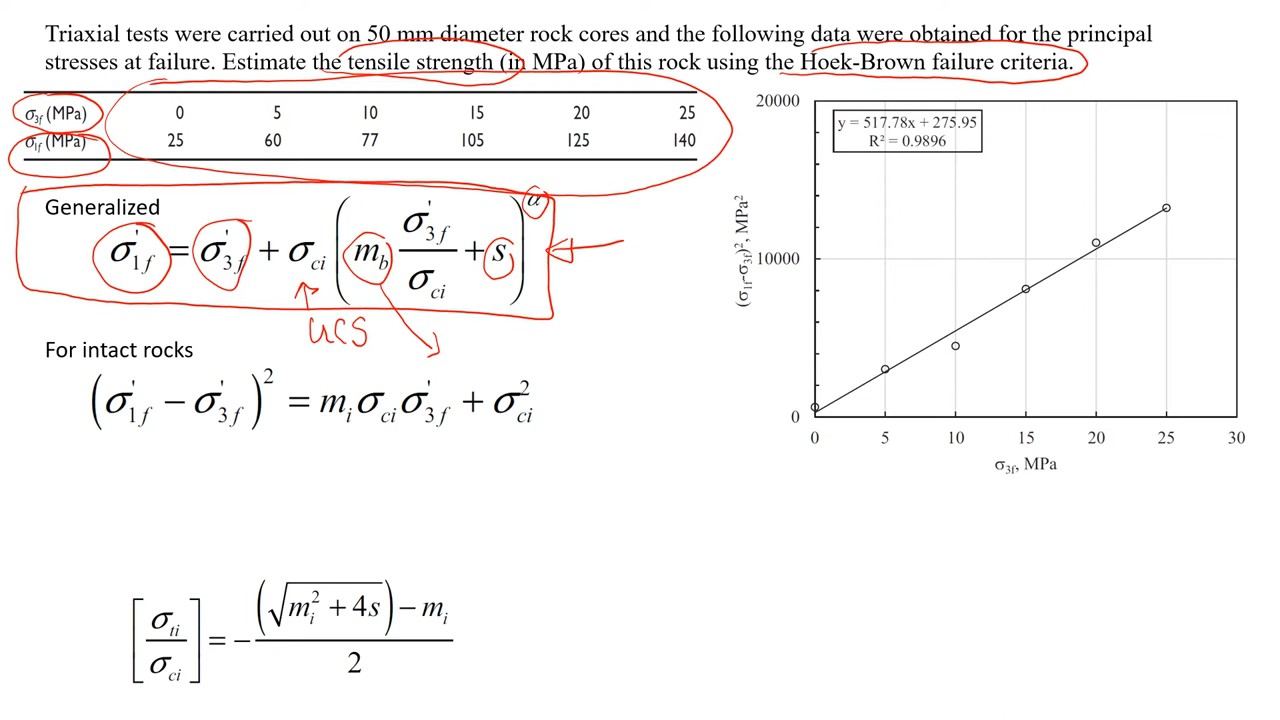 Triaxial tests were carried out on 50 mm diameter rock cores and the following data were obtained for the principal
stresses at failure. Estimate the tensile strength (in MPa) of this rock using the Hoek-Brown failure criteria.
σ3f (MPa) 0 5 10 15 20 25
σ1f (MPa) 25 60 77 105 125 140
Generalized
σ'1f = σ'3f + σci (mb σ'3f / σci + s)^α
UCS
For intact rocks
(σ'1f − σ'3f)² = mi σci σ'3f + σ²ci
[σti / σci] = − ((√(mi² + 4s)) − mi) / 2
20000
y = 517.78x + 275.95
R² = 0.9896
(σ1f-σ3f)², MPa²
10000
0
0 5 10 15 20 25 30
σ3f, MPa